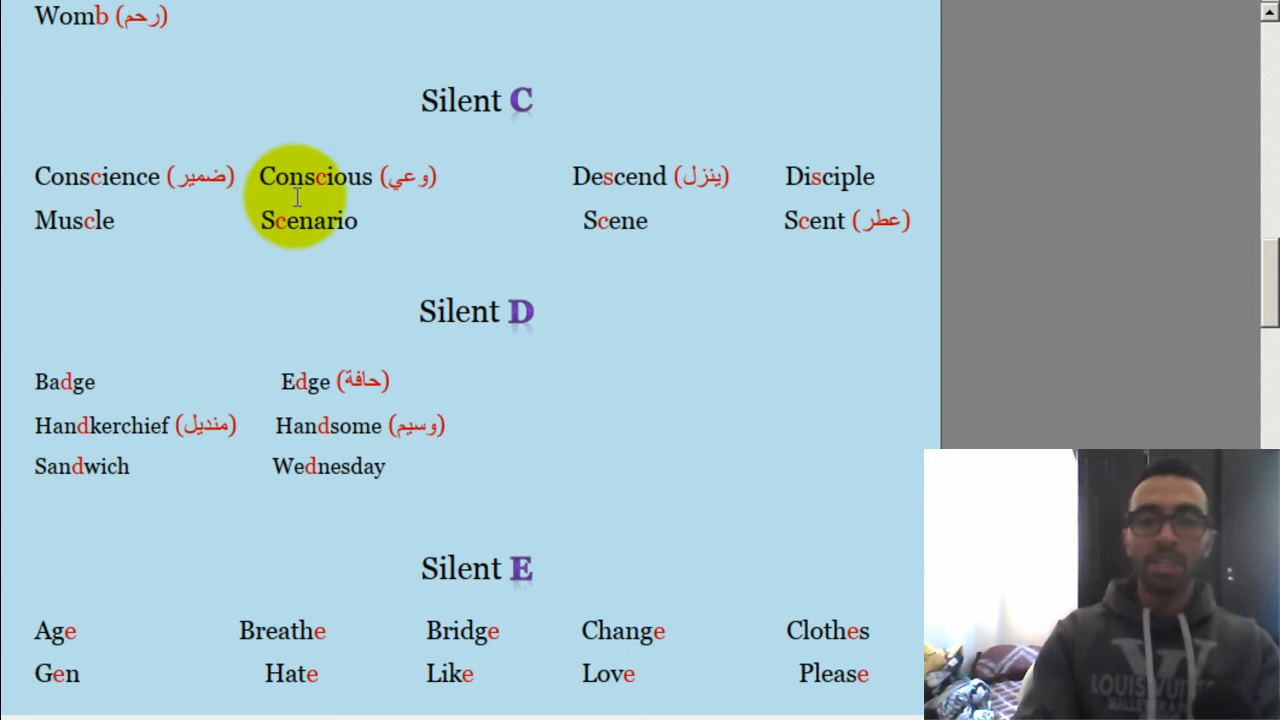 Womb (رحم)
Silent C
Conscience (ضمير) Conscious (وعي) Descend (ينزل) Disciple
Muscle Scenario Scene Scent (عطر)
Silent D
Badge Edge (حافة)
Handkerchief (منديل) Handsome (وسيم)
Sandwich Wednesday
Silent E
Age Breathe Bridge Change Clothes
Gen Hate Like Love Please